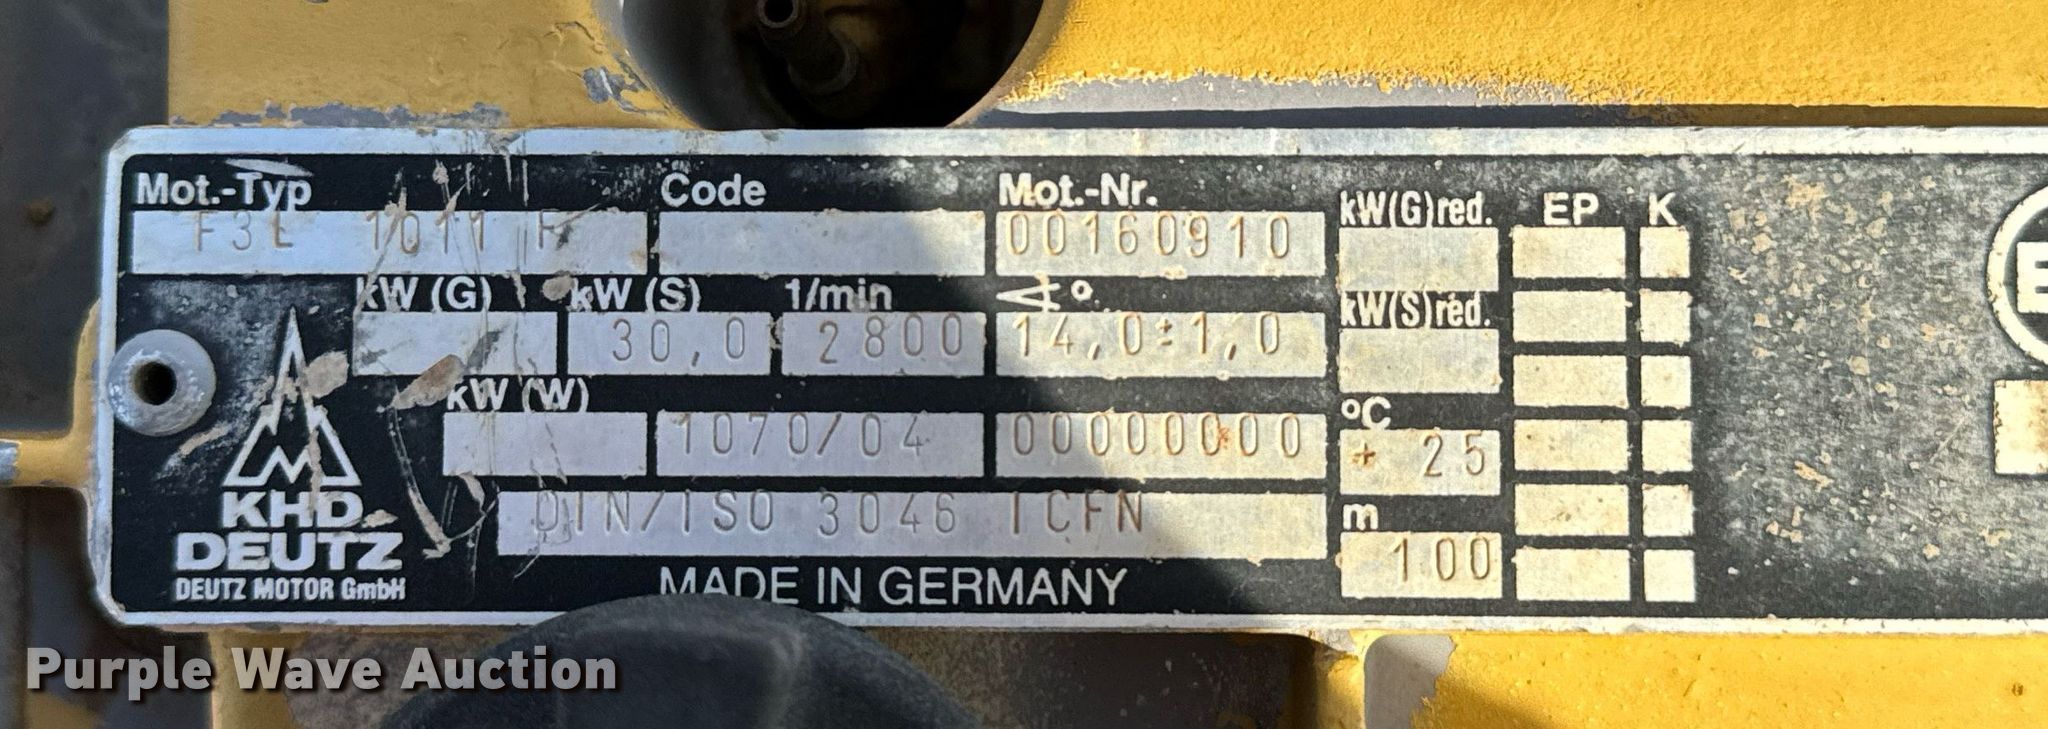 Mot.-Typ Code Mot.-Nr. kW(G)red. EP K
F3L 1011 F 00160910
kW (G) kW (S) 1/min ∢° kW(S)red.
30,0 2800 14,0±1,0
kW (W) °C
1070/04 00000000 + 25
DIN/ISO 3046 ICFN m
100
KHD
DEUTZ
DEUTZ MOTOR GmbH
MADE IN GERMANY
Purple Wave Auction